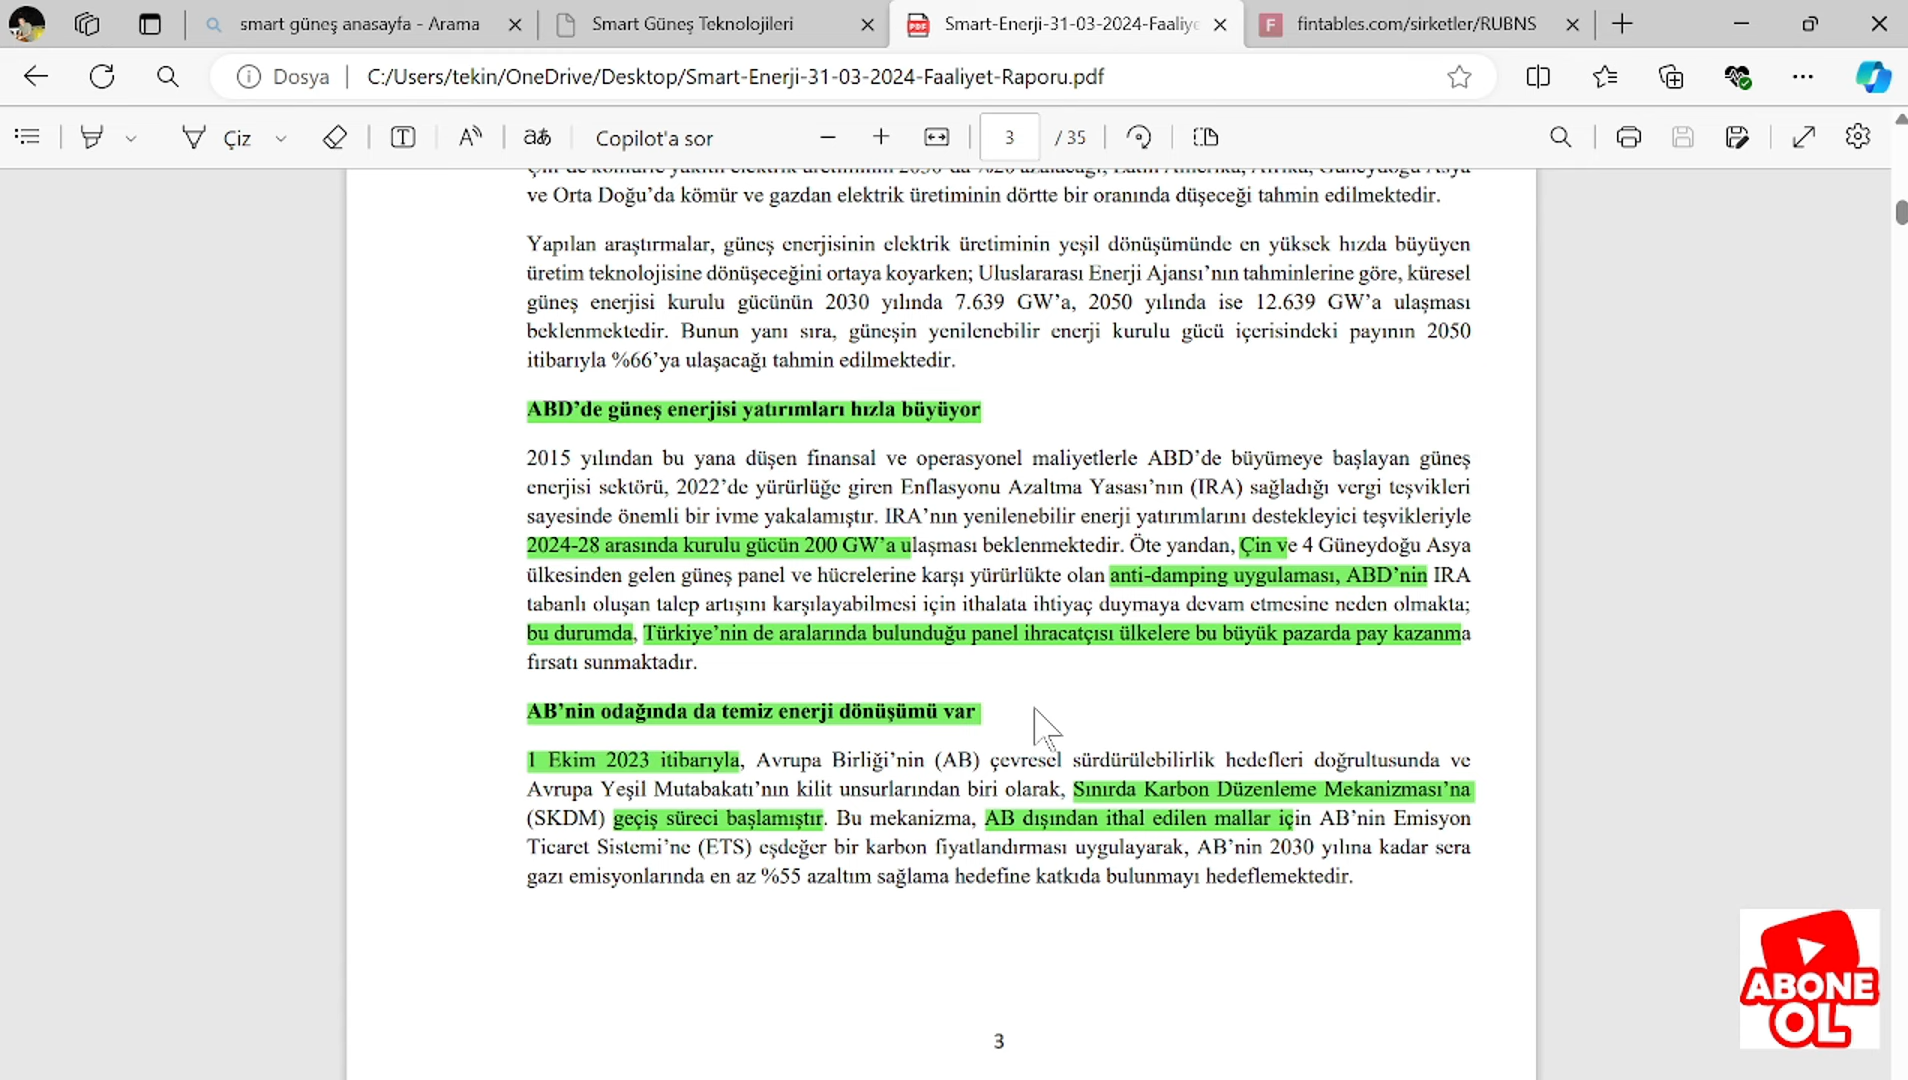 smart güneş anasayfa - Arama
Smart Güneş Teknolojileri
Smart-Enerji-31-03-2024-Faaliye
fintables.com/sirketler/RUBNS
Dosya
C:/Users/tekin/OneDrive/Desktop/Smart-Enerji-31-03-2024-Faaliyet-Raporu.pdf
Çiz
Copilot'a sor
3 / 35
ve Orta Doğu’da kömür ve gazdan elektrik üretiminin dörtte bir oranında düşeceği tahmin edilmektedir.
Yapılan araştırmalar, güneş enerjisinin elektrik üretiminin yeşil dönüşümünde en yüksek hızda büyüyen
üretim teknolojisine dönüşeceğini ortaya koyarken; Uluslararası Enerji Ajansı’nın tahminlerine göre, küresel
güneş enerjisi kurulu gücünün 2030 yılında 7.639 GW’a, 2050 yılında ise 12.639 GW’a ulaşması
beklenmektedir. Bunun yanı sıra, güneşin yenilenebilir enerji kurulu gücü içerisindeki payının 2050
itibarıyla %66’ya ulaşacağı tahmin edilmektedir.
ABD’de güneş enerjisi yatırımları hızla büyüyor
2015 yılından bu yana düşen finansal ve operasyonel maliyetlerle ABD’de büyümeye başlayan güneş
enerjisi sektörü, 2022’de yürürlüğe giren Enflasyonu Azaltma Yasası’nın (IRA) sağladığı vergi teşvikleri
sayesinde önemli bir ivme yakalamıştır. IRA’nın yenilenebilir enerji yatırımlarını destekleyici teşvikleriyle
2024-28 arasında kurulu gücün 200 GW’a ulaşması beklenmektedir. Öte yandan, Çin ve 4 Güneydoğu Asya
ülkesinden gelen güneş panel ve hücrelerine karşı yürürlükte olan anti-damping uygulaması, ABD’nin IRA
tabanlı oluşan talep artışını karşılayabilmesi için ithalata ihtiyaç duymaya devam etmesine neden olmakta;
bu durumda, Türkiye’nin de aralarında bulunduğu panel ihracatçısı ülkelere bu büyük pazarda pay kazanma
fırsatı sunmaktadır.
AB’nin odağında da temiz enerji dönüşümü var
1 Ekim 2023 itibarıyla, Avrupa Birliği’nin (AB) çevresel sürdürülebilirlik hedefleri doğrultusunda ve
Avrupa Yeşil Mutabakatı’nın kilit unsurlarından biri olarak, Sınırda Karbon Düzenleme Mekanizması’na
(SKDM) geçiş süreci başlamıştır. Bu mekanizma, AB dışından ithal edilen mallar için AB’nin Emisyon
Ticaret Sistemi’ne (ETS) eşdeğer bir karbon fiyatlandırması uygulayarak, AB’nin 2030 yılına kadar sera
gazı emisyonlarında en az %55 azaltım sağlama hedefine katkıda bulunmayı hedeflemektedir.
3
ABONE
OL